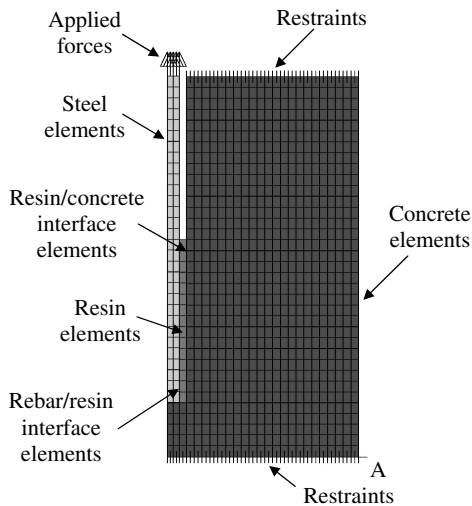 Applied
forces
Restraints
Steel
elements
Resin/concrete
interface
elements
Concrete
elements
Resin
elements
Rebar/resin
interface
elements
A
Restraints